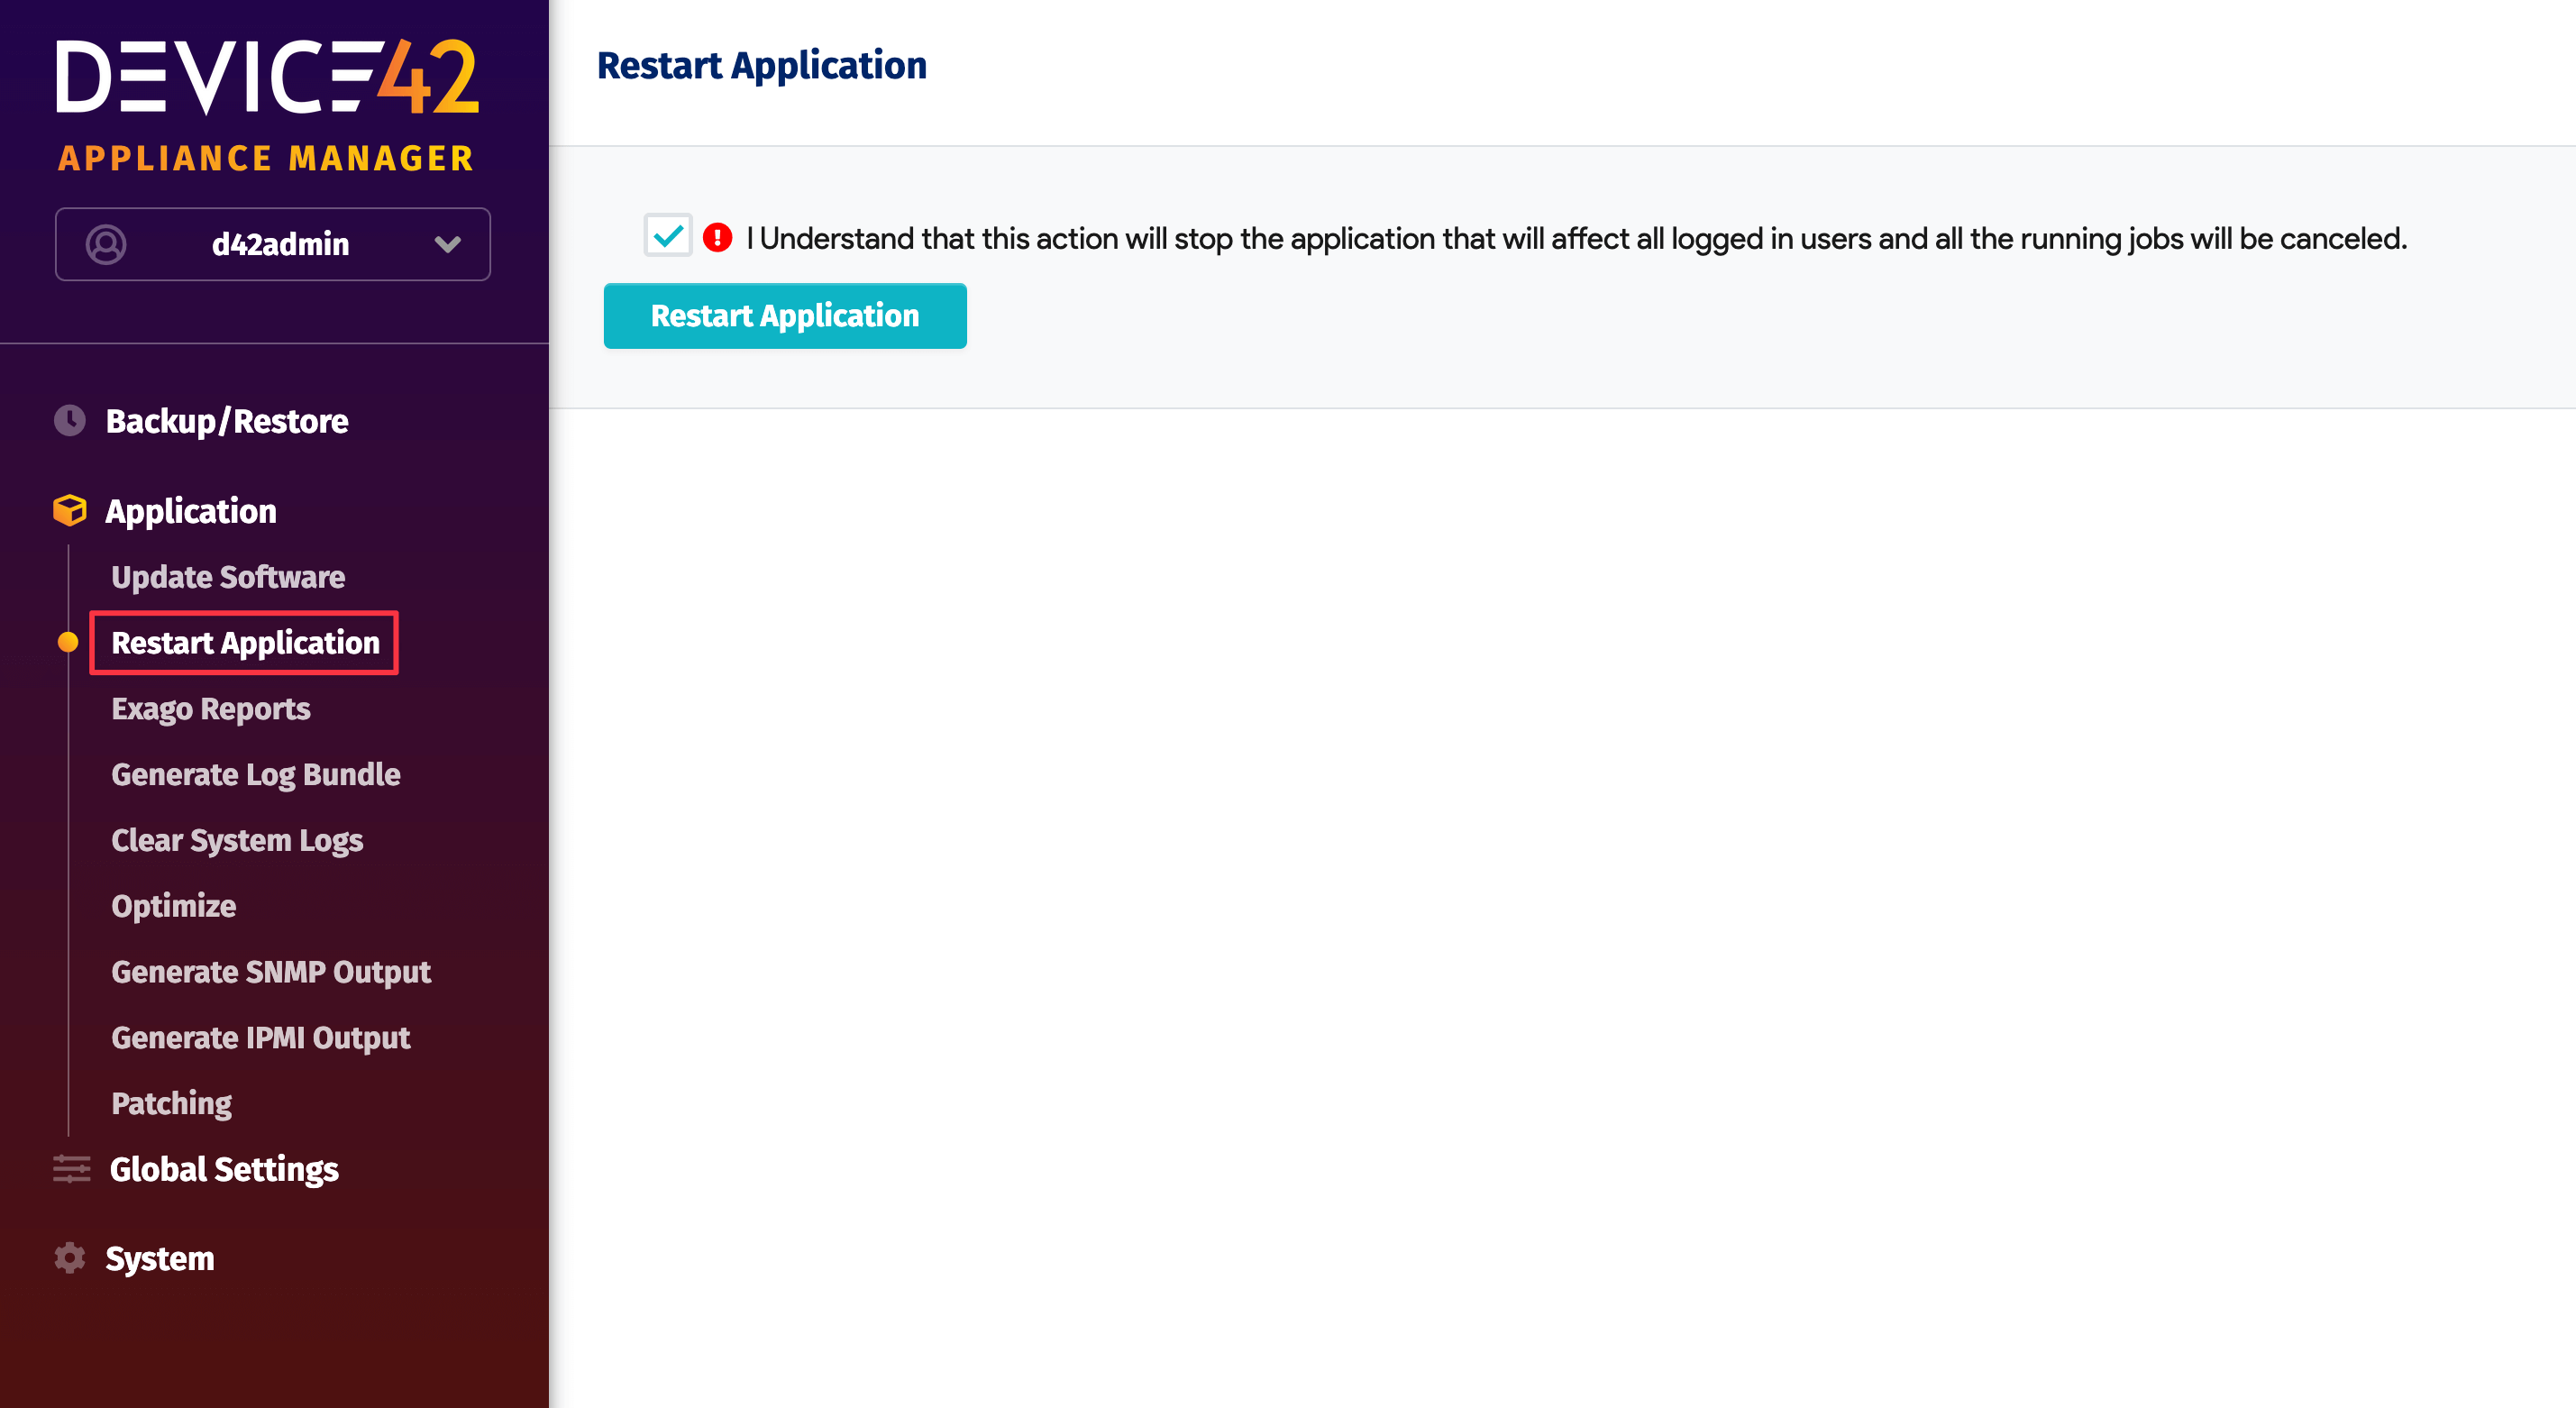 DEVICE42
APPLIANCE MANAGER
d42admin
Backup/Restore
Application
Update Software
Restart Application
Exago Reports
Generate Log Bundle
Clear System Logs
Optimize
Generate SNMP Output
Generate IPMI Output
Patching
Global Settings
System
Restart Application
I Understand that this action will stop the application that will affect all logged in users and all the running jobs will be canceled.
Restart Application